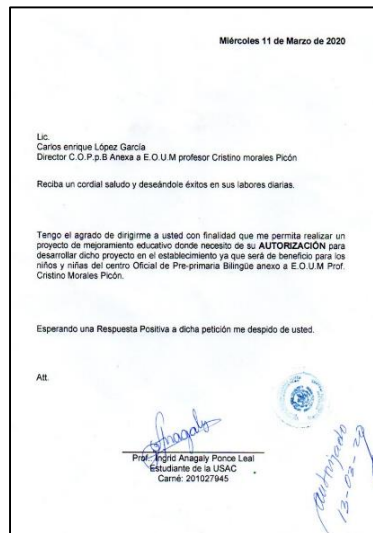 Miércoles 11 de Marzo de 2020
Lic.
Carlos enrique López García
Director C.O.P.p.B Anexa a E.O.U.M profesor Cristino morales Picón
Reciba un cordial saludo y deseándole éxitos en sus labores diarias.
Tengo el agrado de dirigirme a usted con finalidad que me permita realizar un
proyecto de mejoramiento educativo donde necesito de su AUTORIZACIÓN para
desarrollar dicho proyecto en el establecimiento ya que será de beneficio para los
niños y niñas del centro Oficial de Pre-primaria Bilingüe anexo a E.O.U.M Prof.
Cristino Morales Picón.
Esperando una Respuesta Positiva a dicha petición me despido de usted.
Att.
Anagaly
Prof. Ingrid Anagaly Ponce Leal
Estudiante de la USAC
Carné: 201027945
autorizado
13-03-20